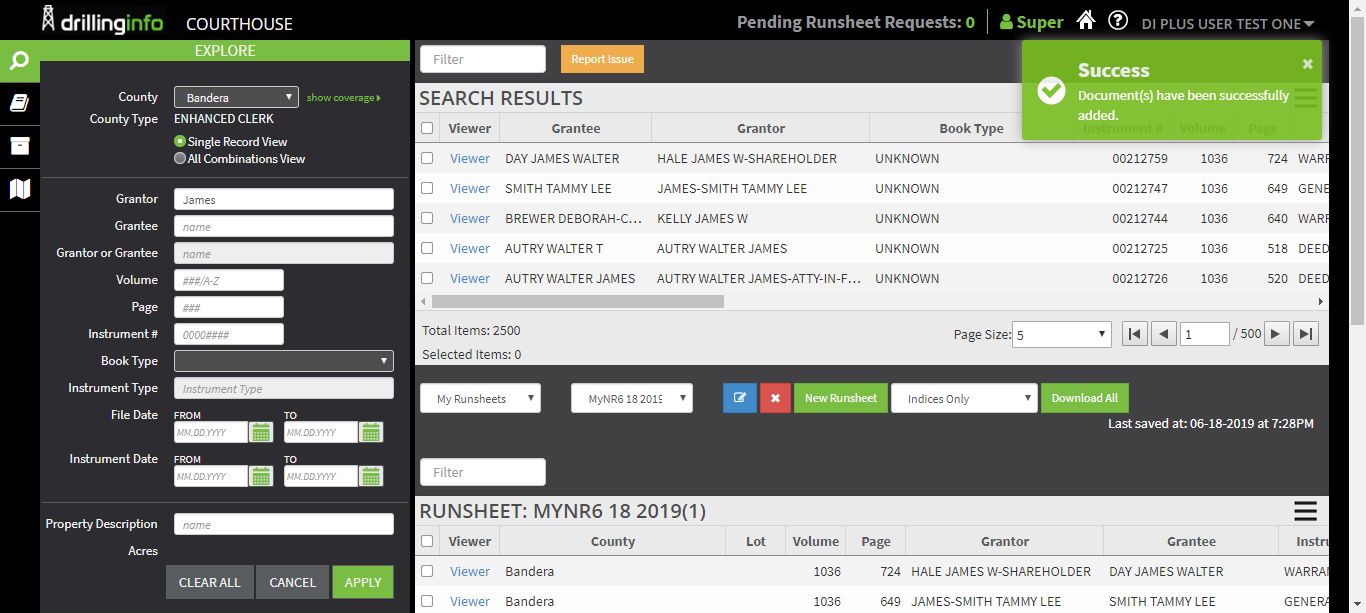 drillinginfo COURTHOUSE
Pending Runsheet Requests: 0 Super DI PLUS USER TEST ONE
EXPLORE
County Bandera show coverage
County Type ENHANCED CLERK
Single Record View
All Combinations View
Grantor James
Grantee name
Grantor or Grantee name
Volume ###/A-Z
Page ###
Instrument # 0000####
Book Type
Instrument Type Instrument Type
File Date FROM TO
MM.DD.YYYY MM.DD.YYYY
Instrument Date FROM TO
MM.DD.YYYY MM.DD.YYYY
Property Description name
Acres
CLEAR ALL CANCEL APPLY
Filter Report Issue
Success
Document(s) have been successfully
added.
SEARCH RESULTS
Viewer Grantee Grantor Book Type Instrument # Volume Page
Viewer DAY JAMES WALTER HALE JAMES W-SHAREHOLDER UNKNOWN 00212759 1036 724 WARR
Viewer SMITH TAMMY LEE JAMES-SMITH TAMMY LEE UNKNOWN 00212747 1036 649 GENE
Viewer BREWER DEBORAH-C... KELLY JAMES W UNKNOWN 00212744 1036 640 WARR
Viewer AUTRY WALTER T AUTRY WALTER JAMES UNKNOWN 00212725 1036 518 DEED
Viewer AUTRY WALTER JAMES AUTRY WALTER JAMES-ATTY-IN-F... UNKNOWN 00212726 1036 520 DEED
Total Items: 2500
Selected Items: 0
Page Size: 5 1 / 500
My Runsheets MyNR6 18 2019 New Runsheet Indices Only Download All
Last saved at: 06-18-2019 at 7:28PM
Filter
RUNSHEET: MYNR6 18 2019(1)
Viewer County Lot Volume Page Grantor Grantee Instru
Viewer Bandera 1036 724 HALE JAMES W-SHAREHOLDER DAY JAMES WALTER WARRA
Viewer Bandera 1036 649 JAMES-SMITH TAMMY LEE SMITH TAMMY LEE GENERA